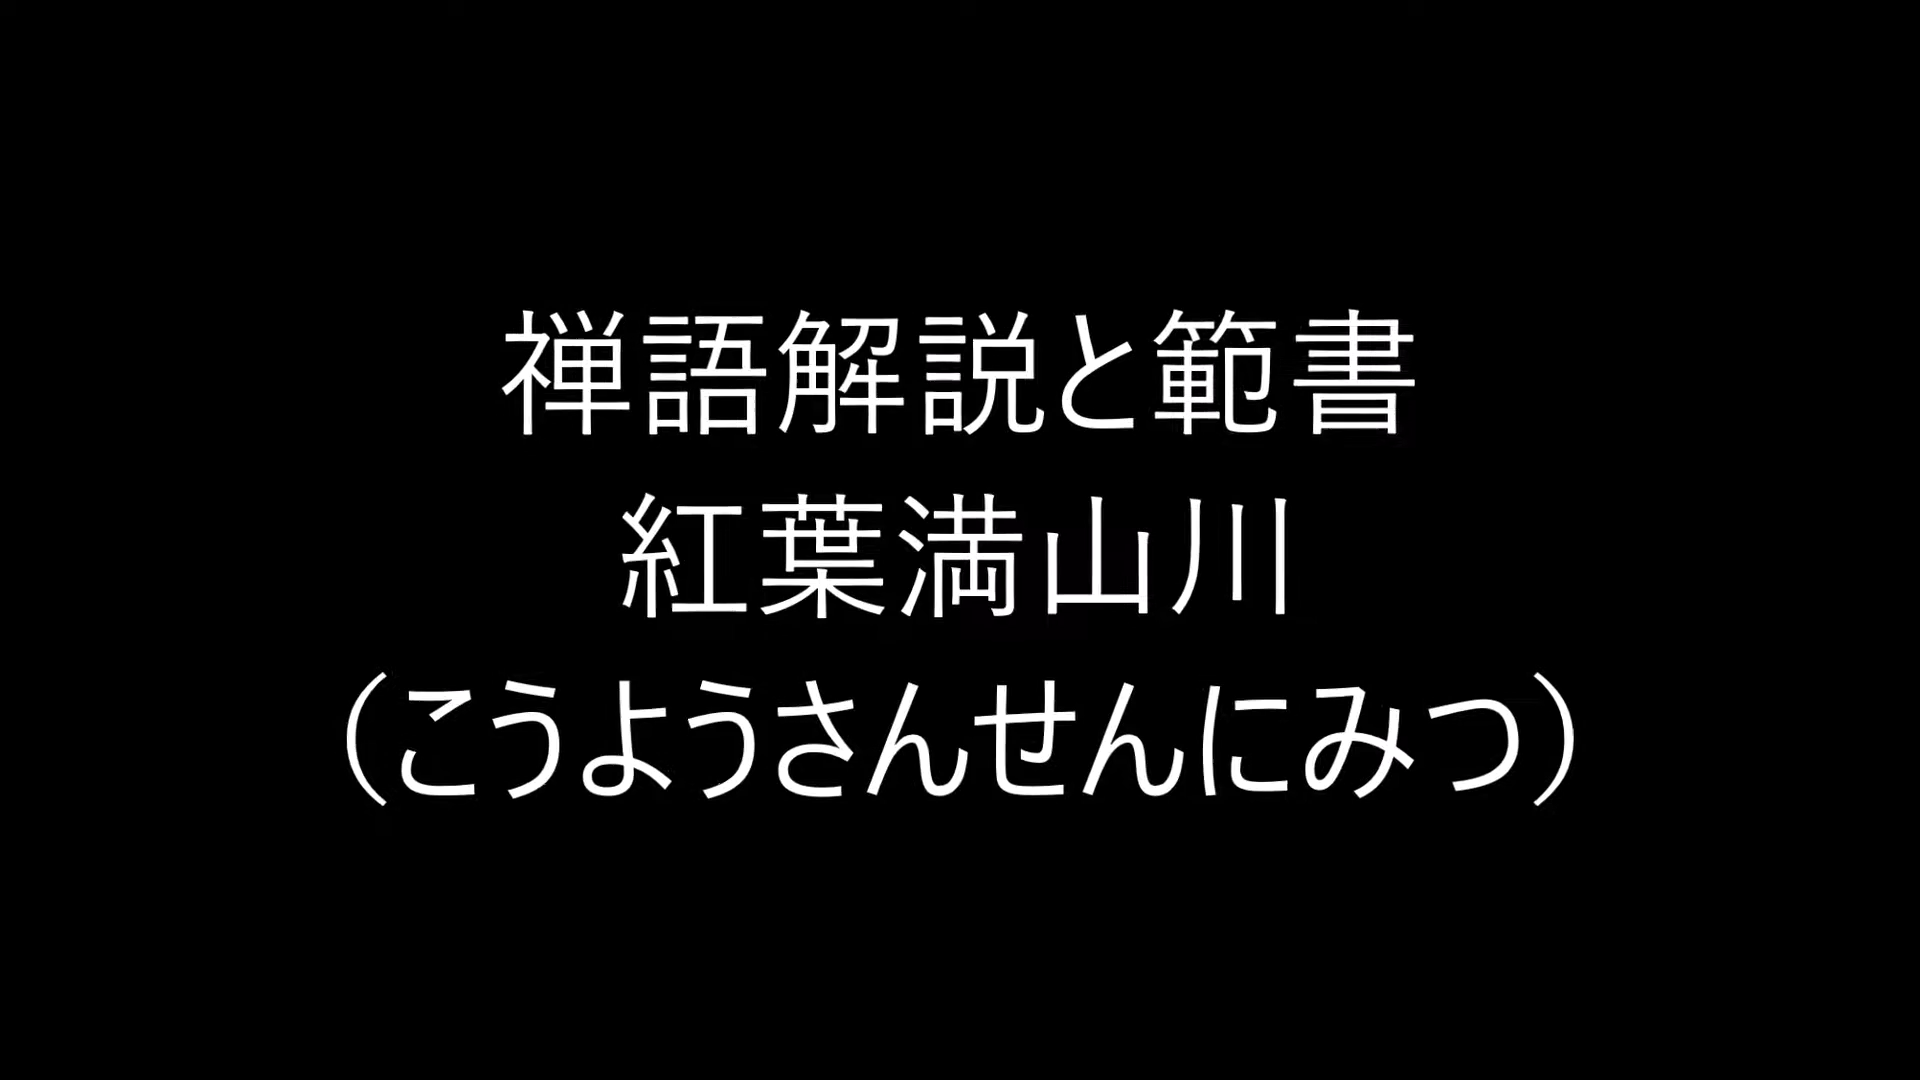 禅語解説と範書
紅葉満山川
（こうようさんせんにみつ）